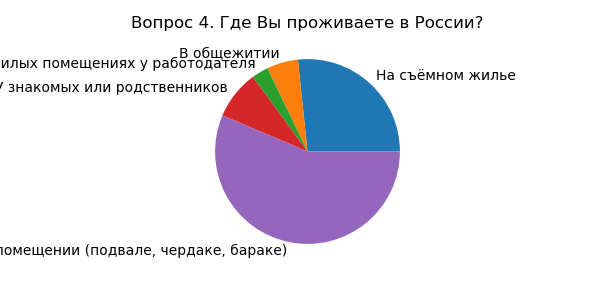 Вопрос 4. Где Вы проживаете в России?
В общежитии
илых помещениях у работодателя
На съёмном жилье
У знакомых или родственников
помещении (подвале, чердаке, бараке)